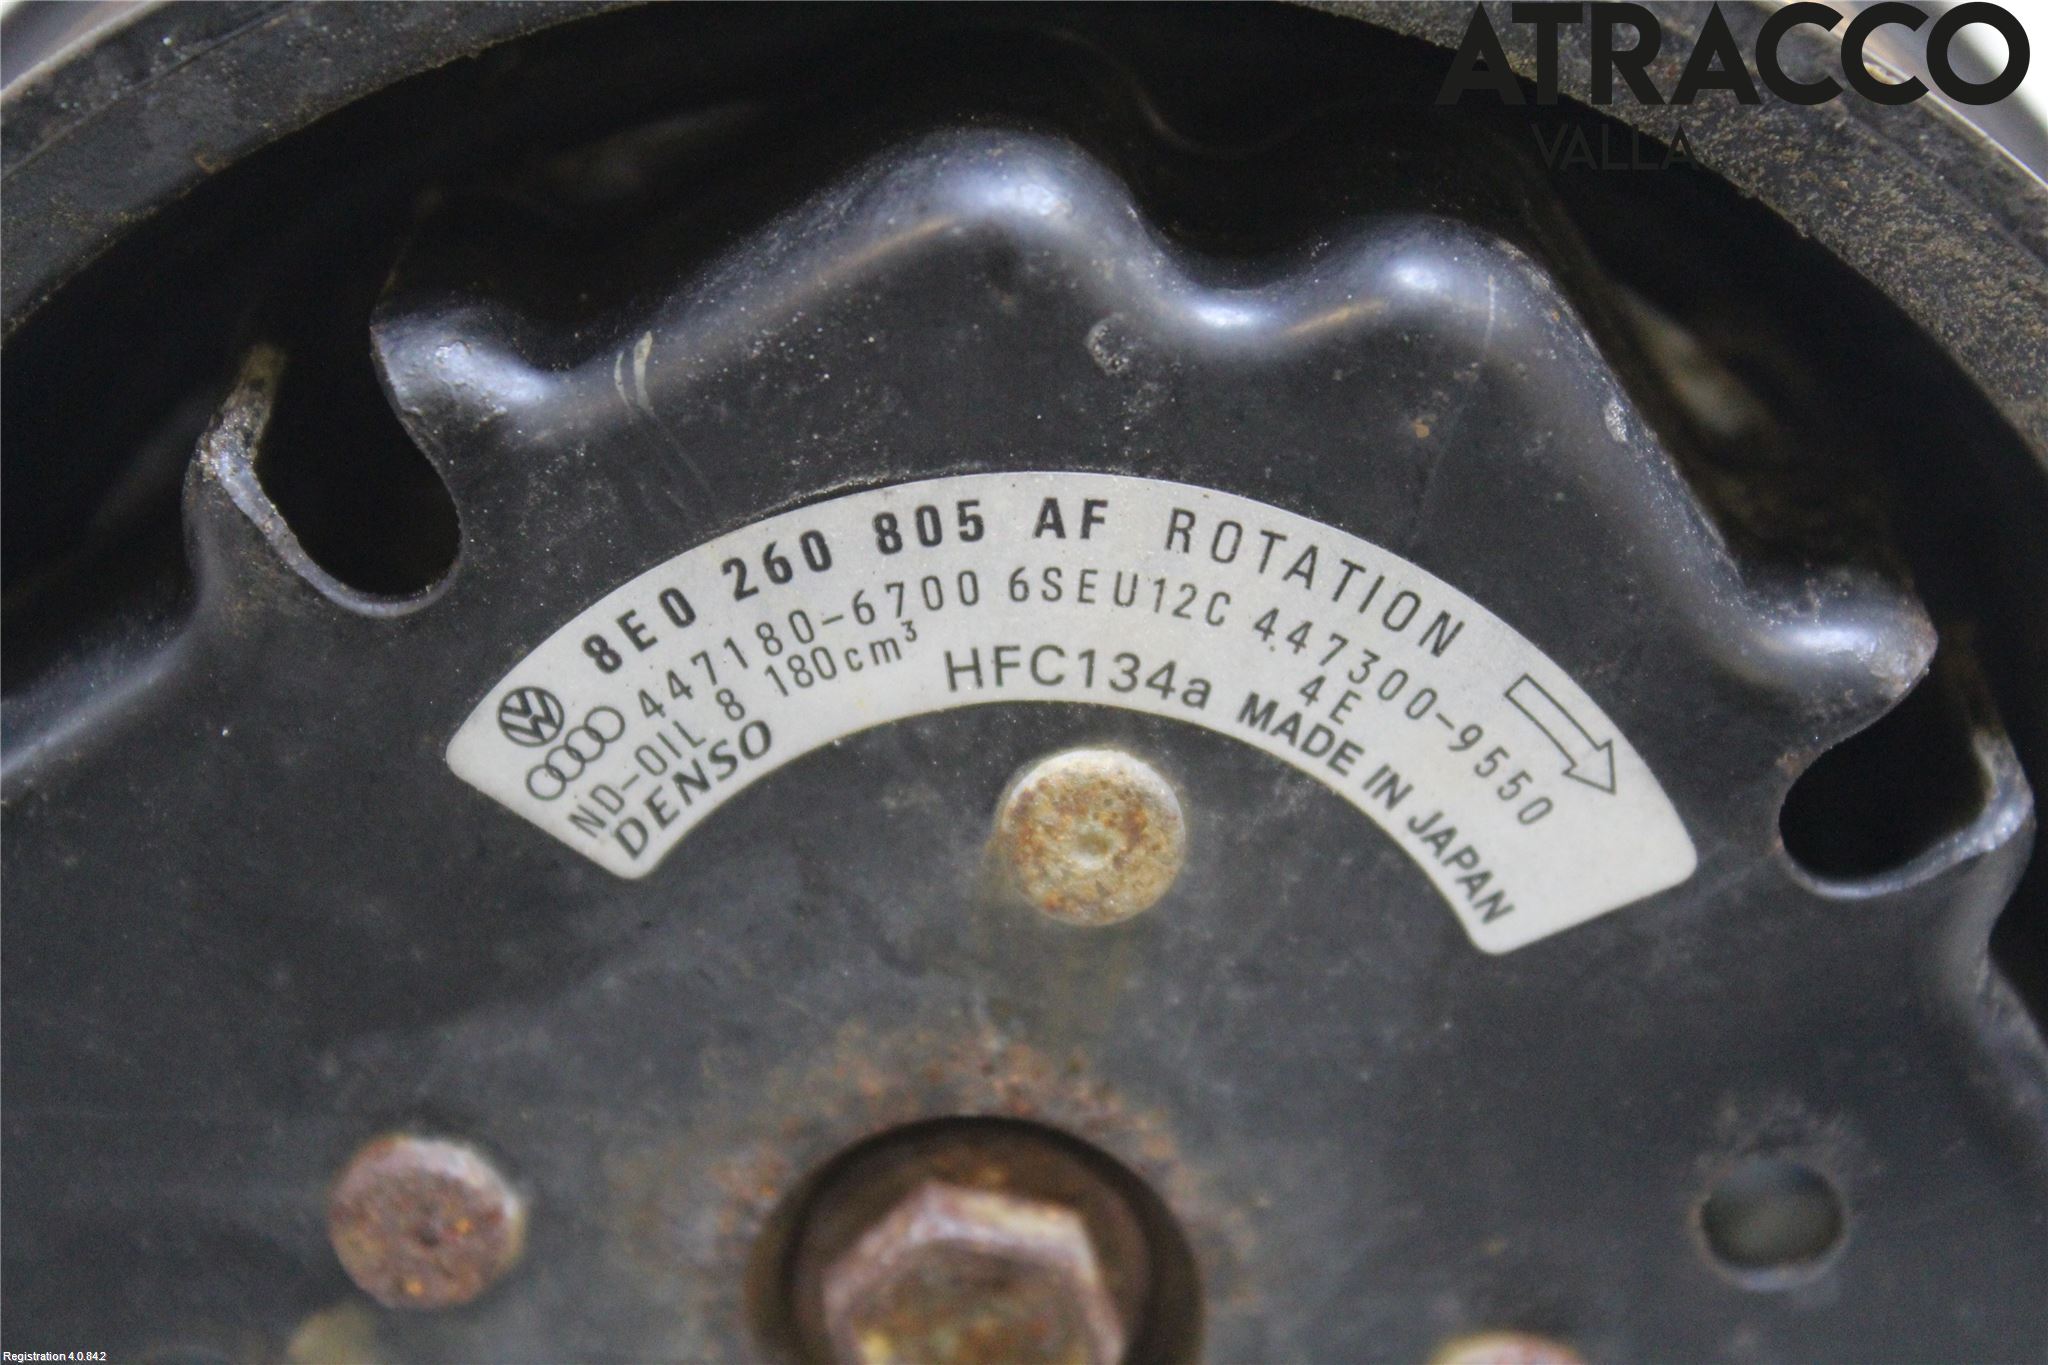 ATRACCO
VALLA
8E0 260 805 AF ROTATION
447180-6700 6SEU12C 447300-9550
ND-OIL 8 180cm³ HFC134a 4E
DENSO MADE IN JAPAN
Registration 4.0.84.2